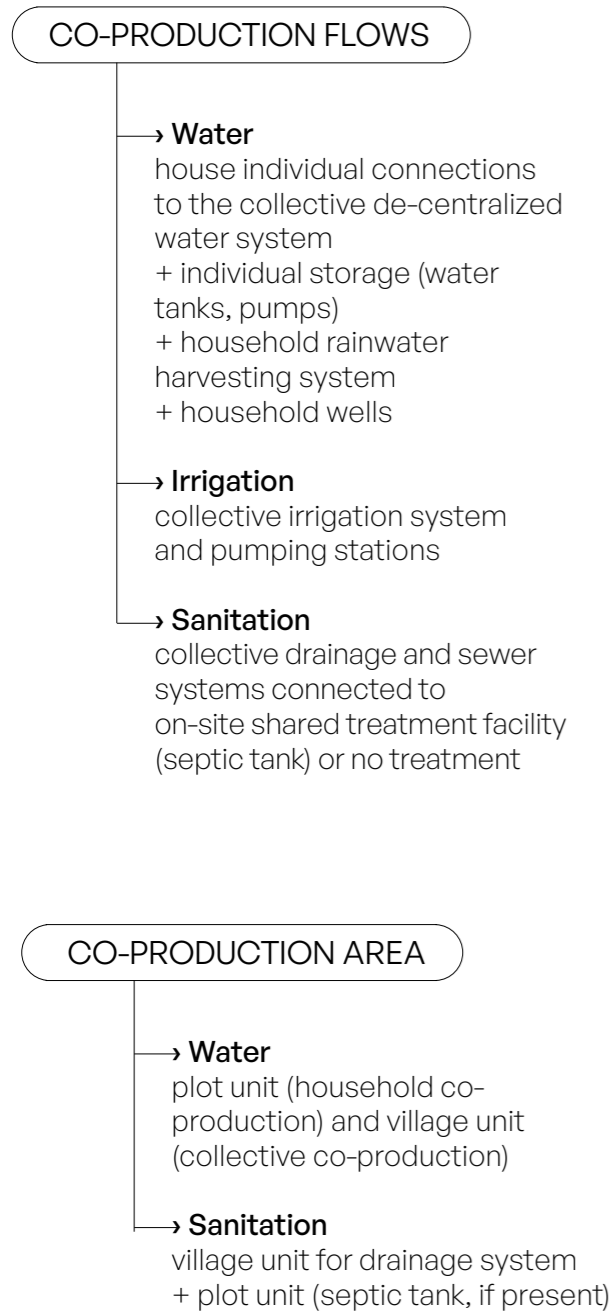 CO-PRODUCTION FLOWS
› Water
house individual connections
to the collective de-centralized
water system
+ individual storage (water
tanks, pumps)
+ household rainwater
harvesting system
+ household wells
› Irrigation
collective irrigation system
and pumping stations
› Sanitation
collective drainage and sewer
systems connected to
on-site shared treatment facility
(septic tank) or no treatment
CO-PRODUCTION AREA
› Water
plot unit (household co-
production) and village unit
(collective co-production)
› Sanitation
village unit for drainage system
+ plot unit (septic tank, if present)